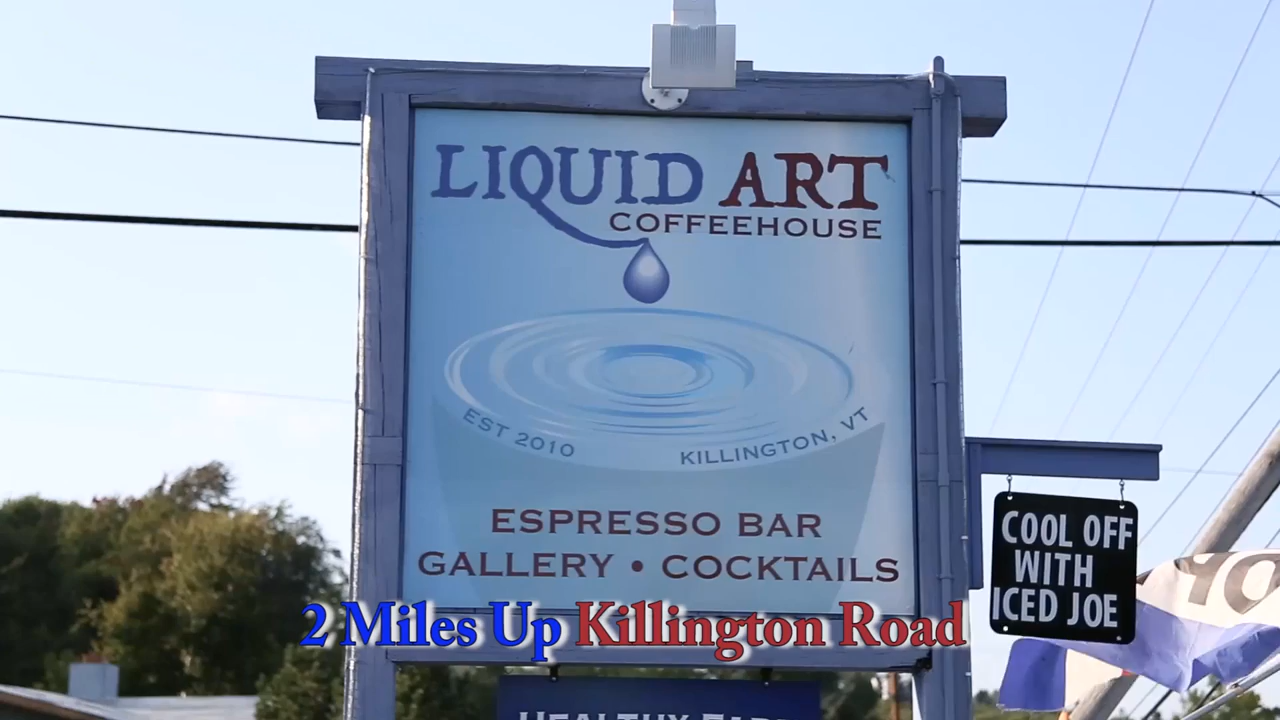 LIQUID ART
COFFEEHOUSE
EST 2010
KILLINGTON, VT
ESPRESSO BAR
GALLERY • COCKTAILS
COOL OFF
WITH
ICED JOE
2 Miles Up Killington Road
HEALTHY